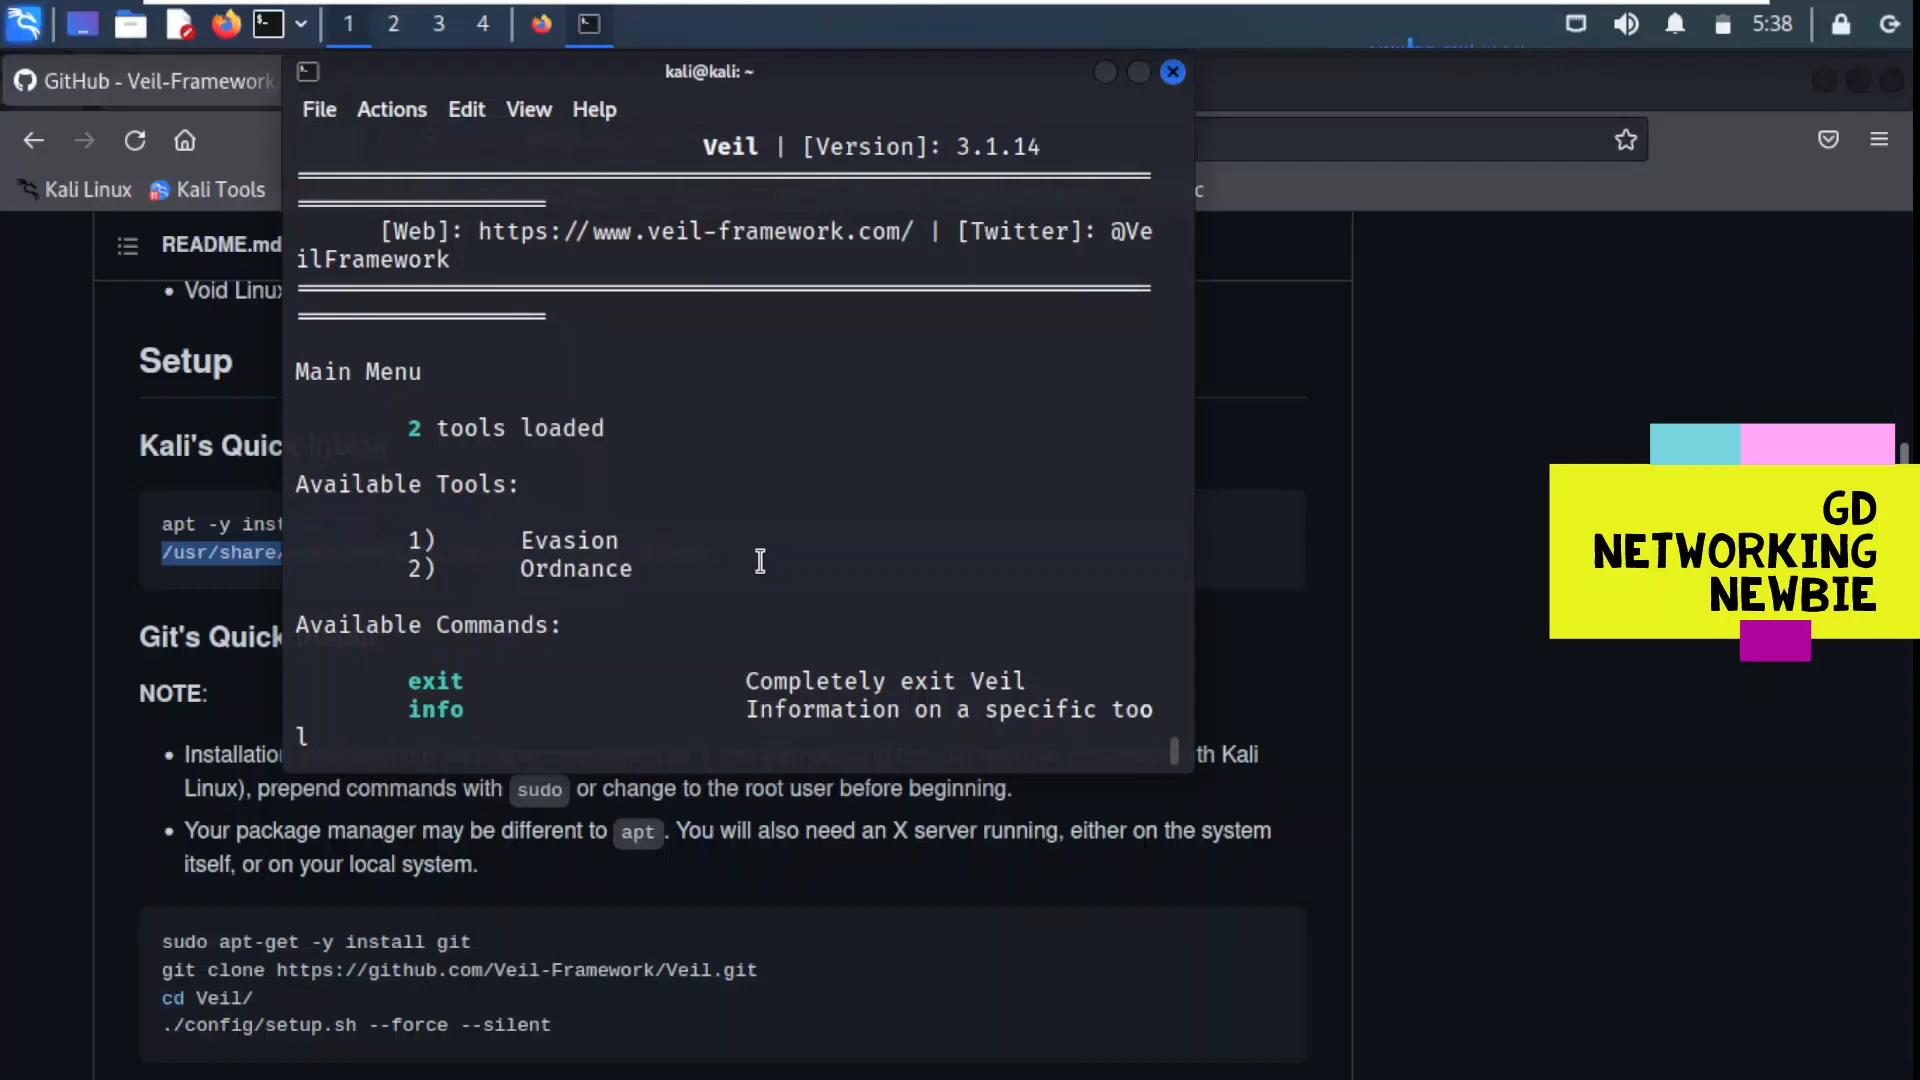 1 2 3 4
5:38
GitHub - Veil-Framework
kali@kali: ~
File Actions Edit View Help
Kali Linux Kali Tools
Veil | [Version]: 3.1.14
[Web]: https://www.veil-framework.com/ | [Twitter]: @Ve
ilFramework
Main Menu
2 tools loaded
Available Tools:
1) Evasion
2) Ordnance
Available Commands:
exit Completely exit Veil
info Information on a specific too
l
README.md
Void Linux
Setup
Kali's Quick
apt -y inst
/usr/share/
Git's Quick
NOTE:
Installation
th Kali
Linux), prepend commands with sudo or change to the root user before beginning.
Your package manager may be different to apt. You will also need an X server running, either on the system
itself, or on your local system.
sudo apt-get -y install git
git clone https://github.com/Veil-Framework/Veil.git
cd Veil/
./config/setup.sh --force --silent
GD
NETWORKING
NEWBIE